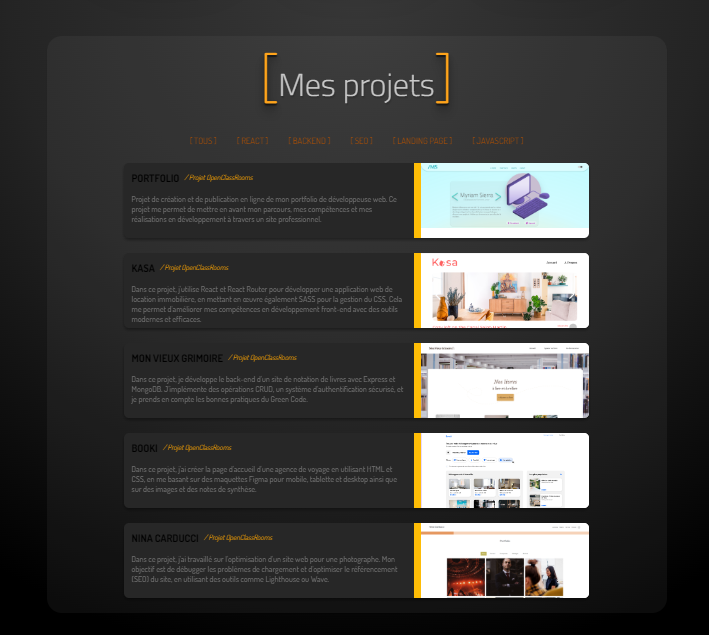 [Mes projets]
[ TOUS ] [ REACT ] [ BACKEND ] [ SEO ] [ LANDING PAGE ] [ JAVASCRIPT ]
PORTFOLIO / Projet OpenClassRooms
Projet de création et de publication en ligne de mon portfolio de développeuse web. Ce
projet me permet de mettre en avant mon parcours, mes compétences et mes
réalisations en développement à travers un site professionnel.
Myriam Sierra
KASA / Projet OpenClassRooms
Dans ce projet, j'utilise React et React Router pour développer une application web de
location immobilière, en mettant en œuvre également SASS pour la gestion du CSS. Cela
me permet d'améliorer mes compétences en développement front-end avec des outils
modernes et efficaces.
Kasa
MON VIEUX GRIMOIRE / Projet OpenClassRooms
Dans ce projet, je développe le back-end d'un site de notation de livres avec Express et
MongoDB. J'implémente des opérations CRUD, un système d'authentification sécurisé, et
je prends en compte les bonnes pratiques du Green Code.
Nos livres
BOOKI / Projet OpenClassRooms
Dans ce projet, j'ai créer la page d'accueil d'une agence de voyage en utilisant HTML et
CSS, en me basant sur des maquettes Figma pour mobile, tablette et desktop ainsi que
sur des images et des notes de synthèse.
NINA CARDUCCI / Projet OpenClassRooms
Dans ce projet, j'ai travaillé sur l'optimisation d'un site web pour une photographe. Mon
objectif est de débugger les problèmes de chargement et d'optimiser le référencement
(SEO) du site, en utilisant des outils comme Lighthouse ou Wave.